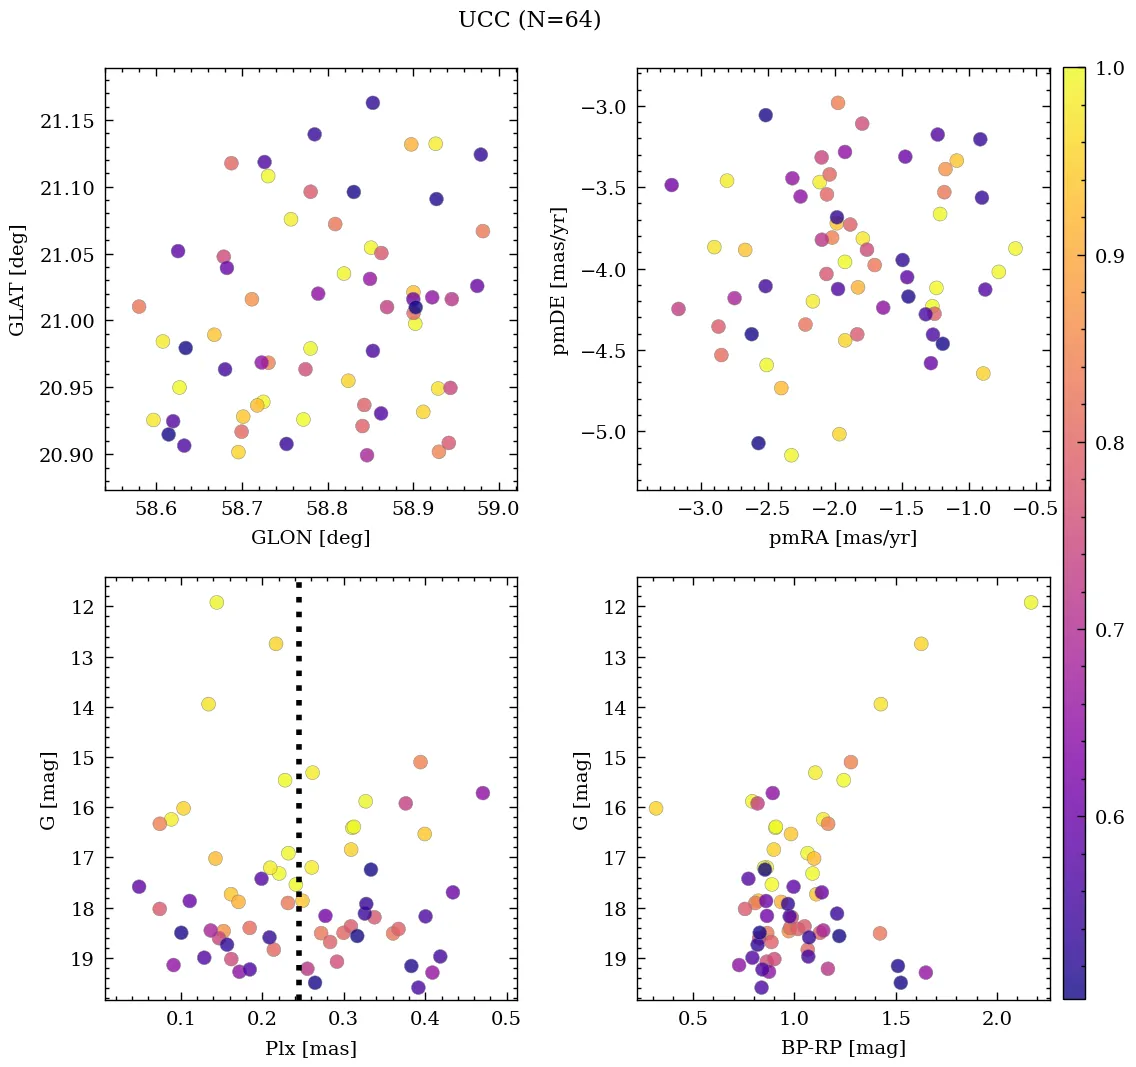 UCC (N=64)
21.15
21.10
21.05
21.00
20.95
20.90
GLAT [deg]
58.6 58.7 58.8 58.9 59.0
GLON [deg]
−3.0
−3.5
−4.0
−4.5
−5.0
pmDE [mas/yr]
−3.0 −2.5 −2.0 −1.5 −1.0 −0.5
pmRA [mas/yr]
1.0
0.9
0.8
0.7
0.6
12
13
14
15
16
17
18
19
G [mag]
0.1 0.2 0.3 0.4 0.5
Plx [mas]
12
13
14
15
16
17
18
19
G [mag]
0.5 1.0 1.5 2.0
BP-RP [mag]